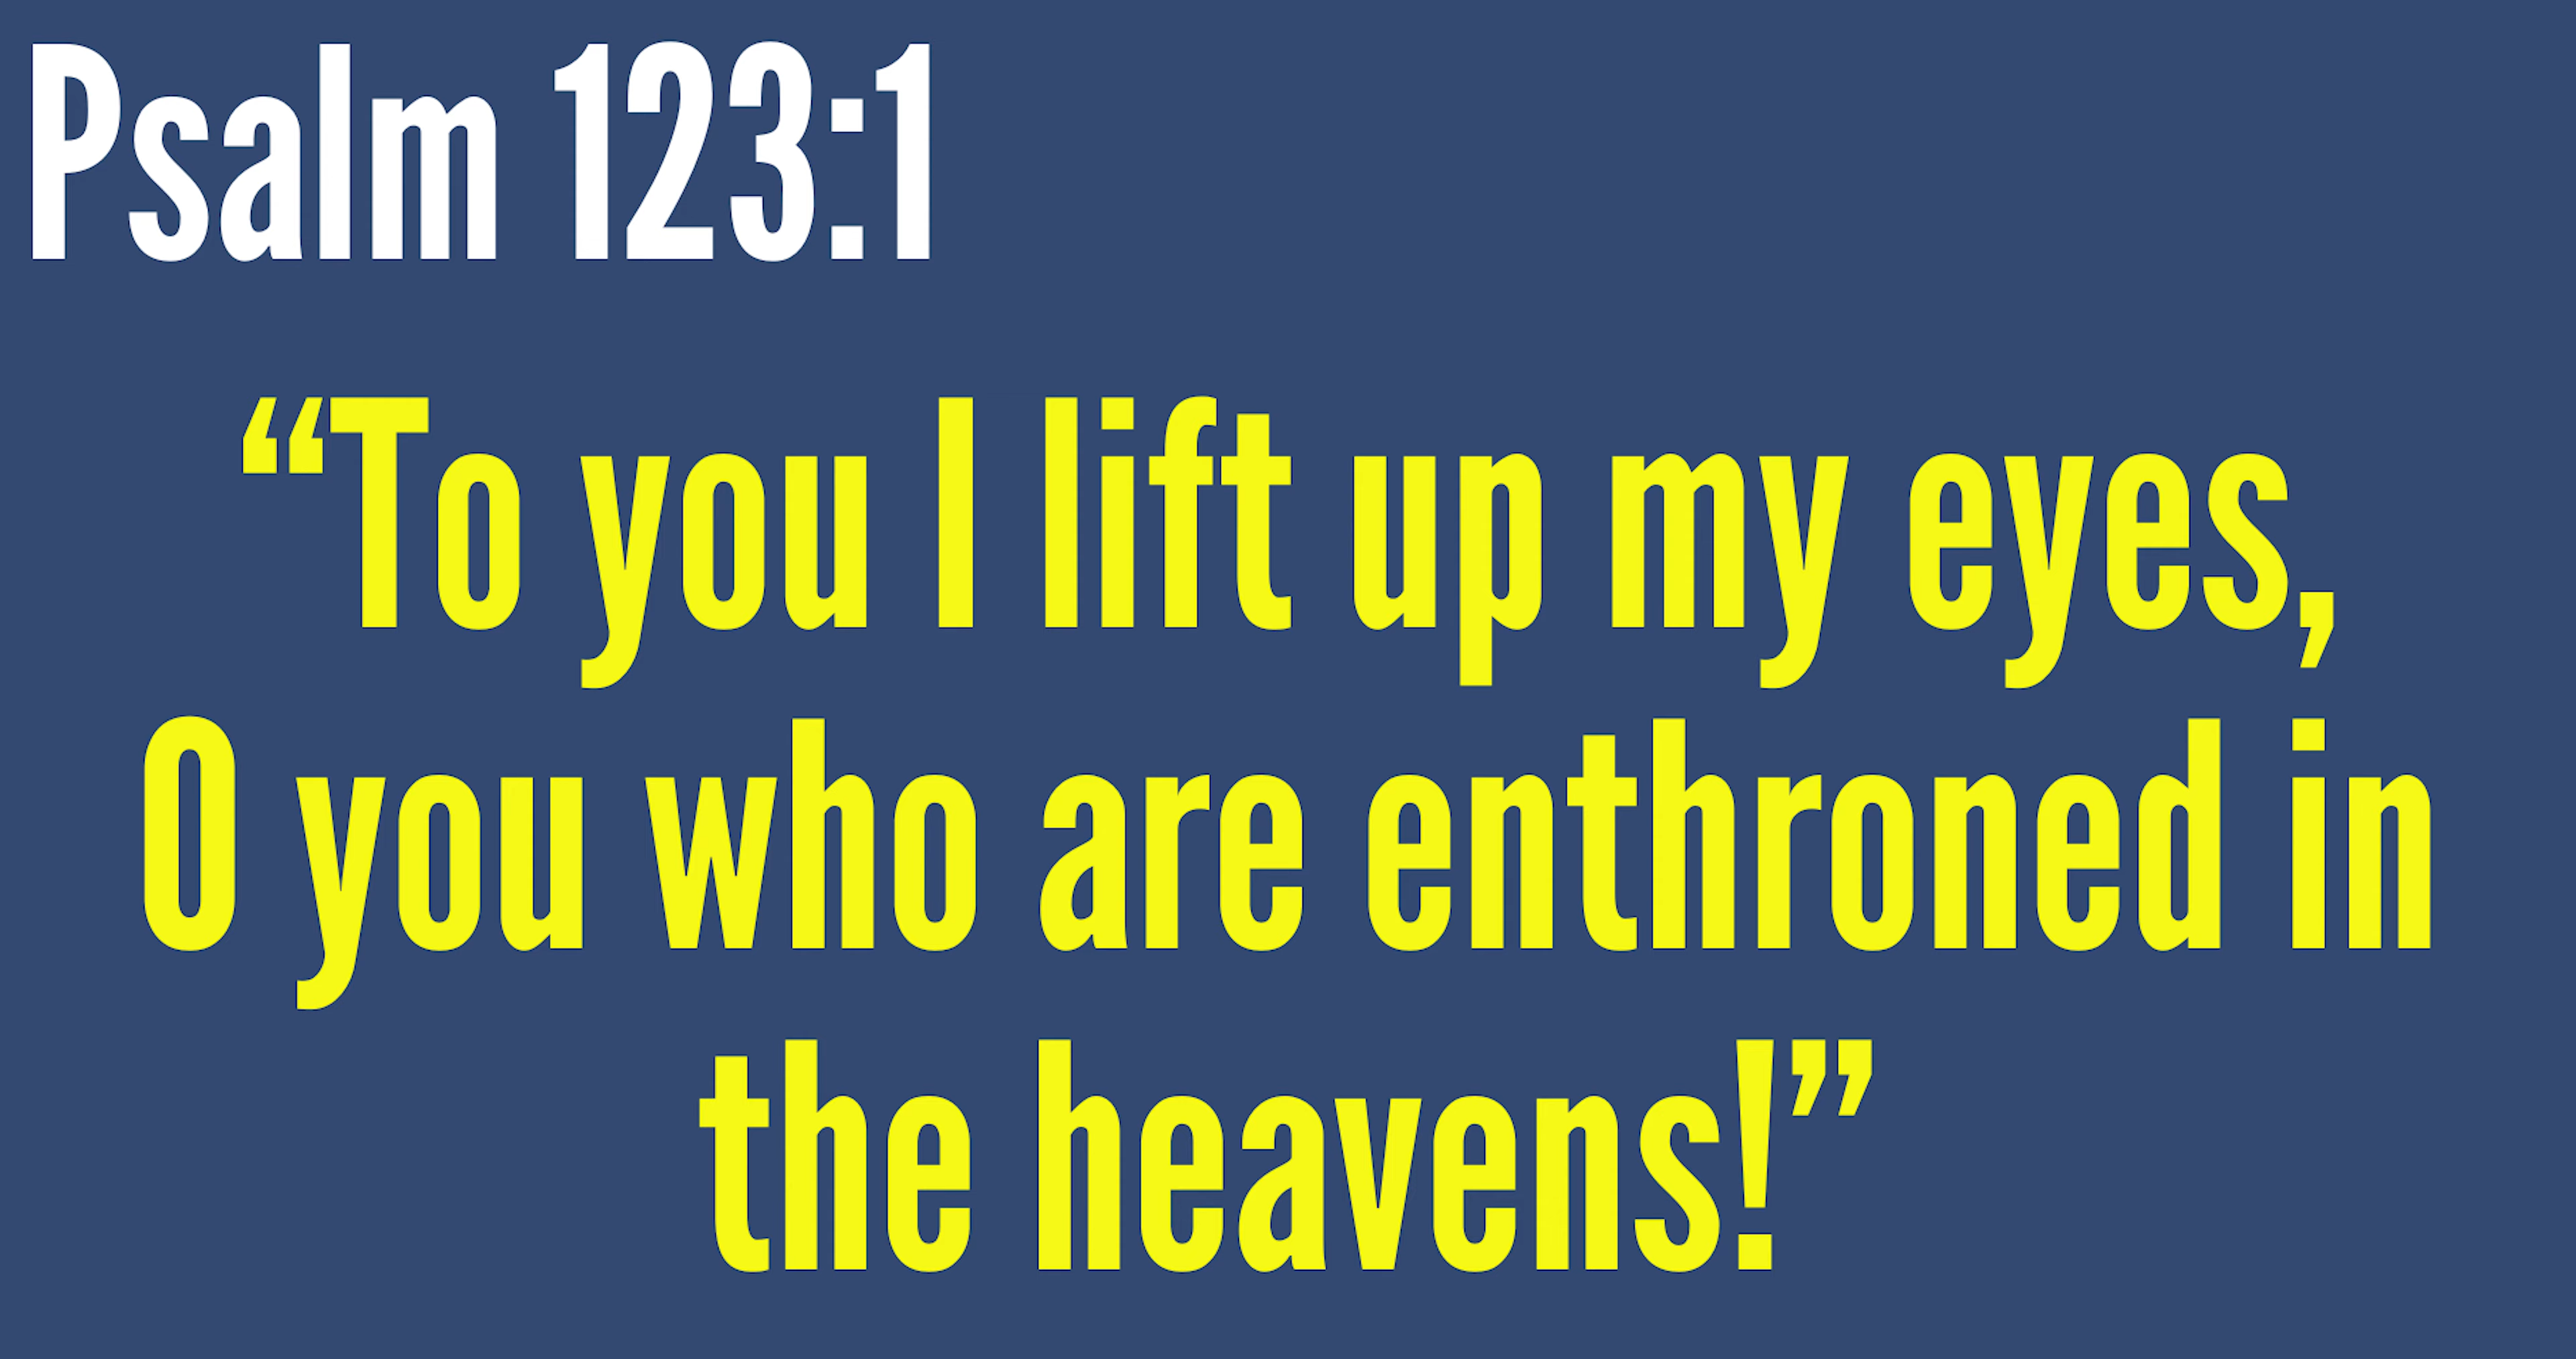 Psalm 123:1
“To you I lift up my eyes,
O you who are enthroned in
the heavens!”